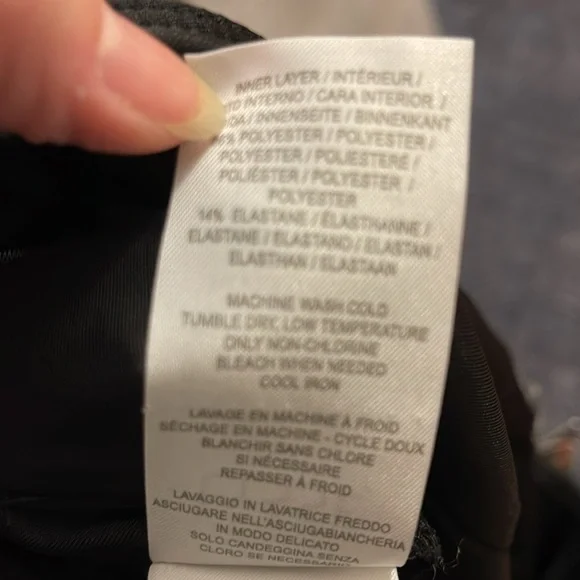 INNER LAYER / INTÉRIEUR /
INTERNO / CARA INTERIOR /
/ INNENSEITE / BINNENKANT
POLYESTER / POLYESTER /
POLYESTER / POLIESTERE /
POLIÉSTER / POLYESTER /
POLYESTER
14% ELASTANE / ÉLASTHANNE /
ELASTANE / ELASTANO / ELASTAN /
ELASTHAN / ELASTAAN
MACHINE WASH COLD
TUMBLE DRY, LOW TEMPERATURE
ONLY NON-CHLORINE
BLEACH WHEN NEEDED
COOL IRON
LAVAGE EN MACHINE À FROID
SÉCHAGE EN MACHINE - CYCLE DOUX
BLANCHIR SANS CHLORE
SI NÉCESSAIRE
REPASSER À FROID
LAVAGGIO IN LAVATRICE FREDDO
ASCIUGARE NELL'ASCIUGABIANCHERIA
IN MODO DELICATO
SOLO CANDEGGINA SENZA
CLORO SE NECESSARIO